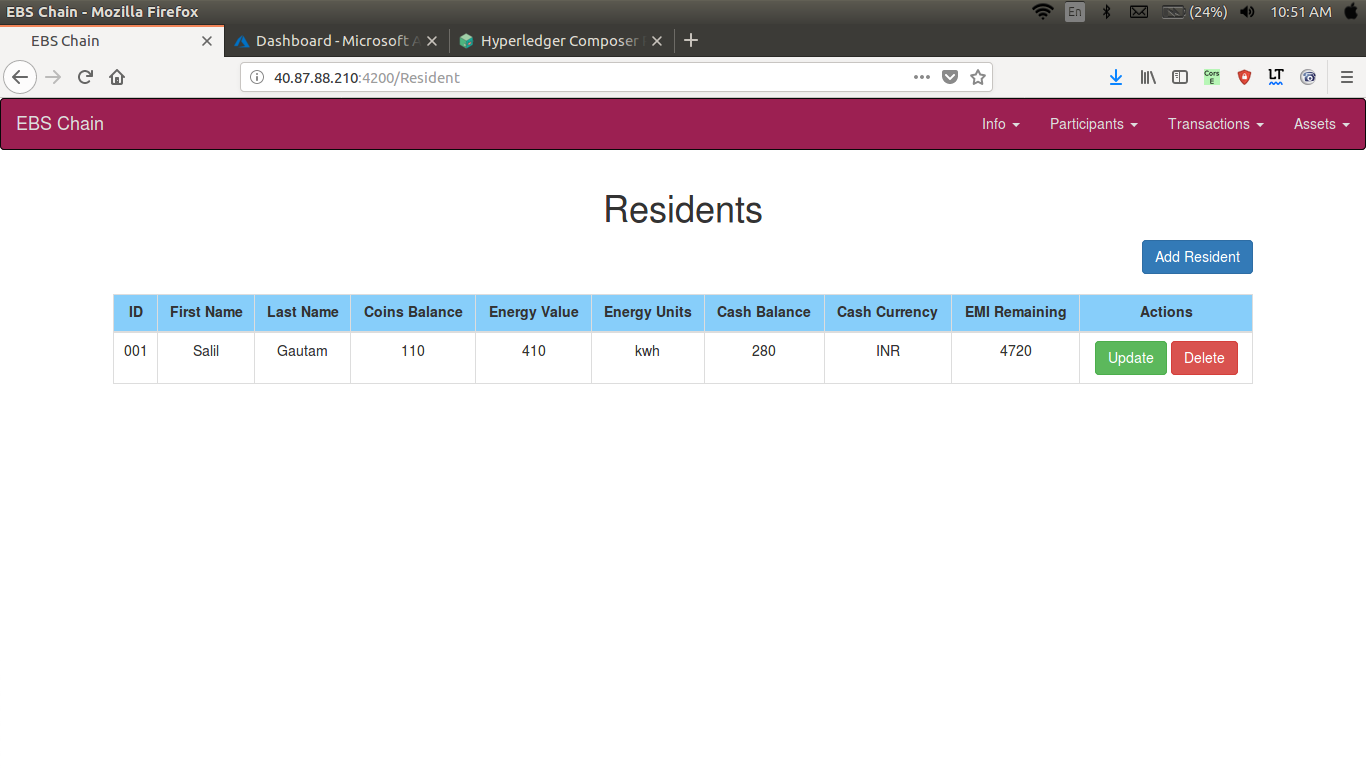 EBS Chain - Mozilla Firefox En (24%) 10:51 AM
EBS Chain Dashboard - Microsoft A Hyperledger Composer
40.87.88.210:4200/Resident Cors E LT
EBS Chain Info Participants Transactions Assets
Residents
Add Resident
ID First Name Last Name Coins Balance Energy Value Energy Units Cash Balance Cash Currency EMI Remaining Actions
001 Salil Gautam 110 410 kwh 280 INR 4720 Update Delete